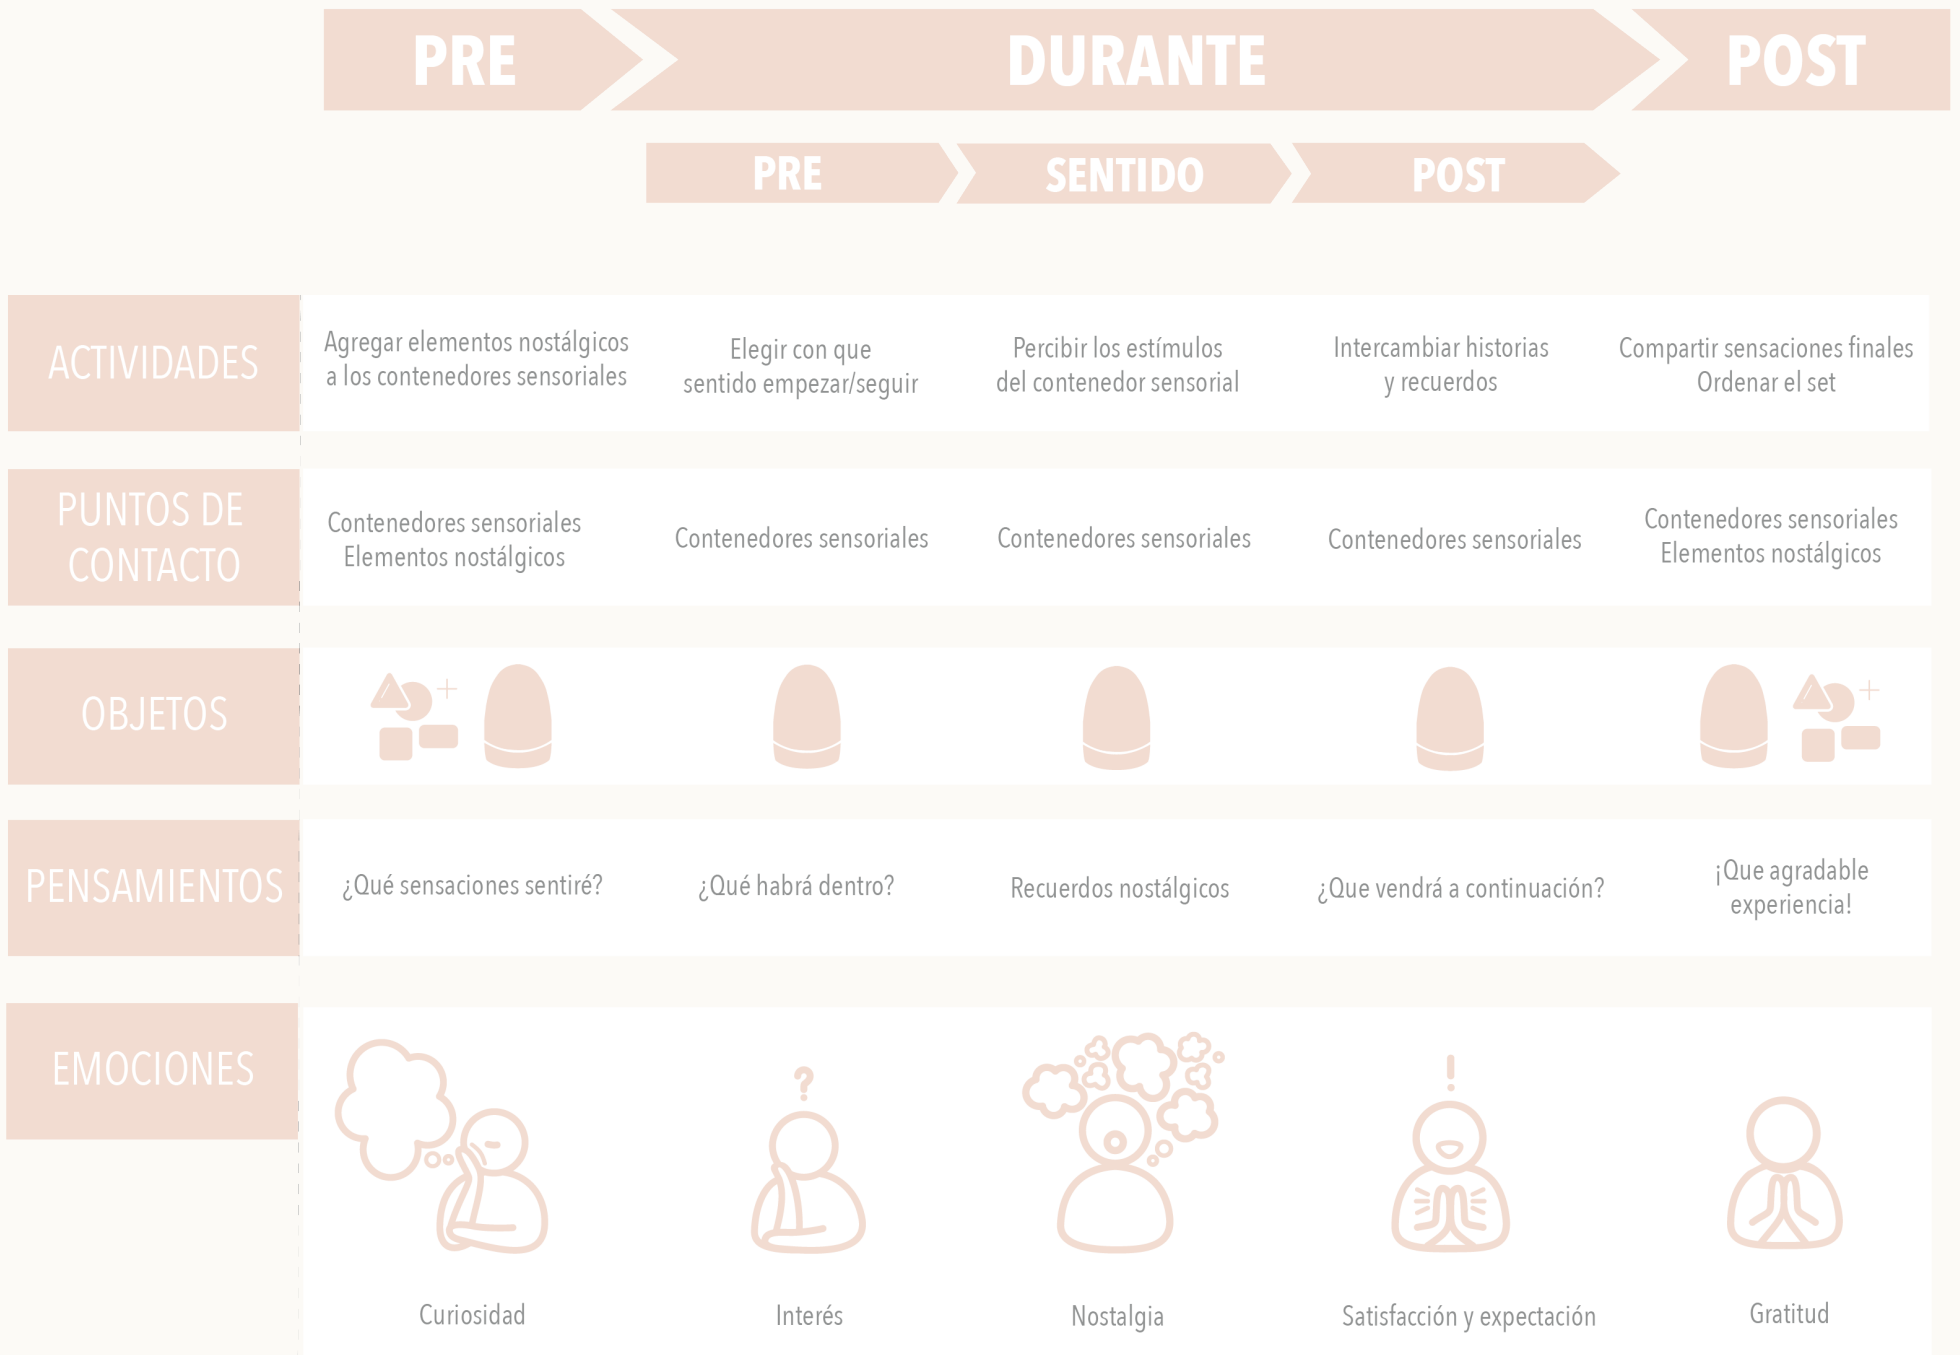 PRE
DURANTE
POST
PRE
SENTIDO
POST
ACTIVIDADES
Agregar elementos nostálgicos
a los contenedores sensoriales
Elegir con que
sentido empezar/seguir
Percibir los estímulos
del contenedor sensorial
Intercambiar historias
y recuerdos
Compartir sensaciones finales
Ordenar el set
PUNTOS DE
CONTACTO
Contenedores sensoriales
Elementos nostálgicos
Contenedores sensoriales
Contenedores sensoriales
Contenedores sensoriales
Contenedores sensoriales
Elementos nostálgicos
OBJETOS
PENSAMIENTOS
¿Qué sensaciones sentiré?
¿Qué habrá dentro?
Recuerdos nostálgicos
¿Que vendrá a continuación?
¡Que agradable
experiencia!
EMOCIONES
?
!
Curiosidad
Interés
Nostalgia
Satisfacción y expectación
Gratitud